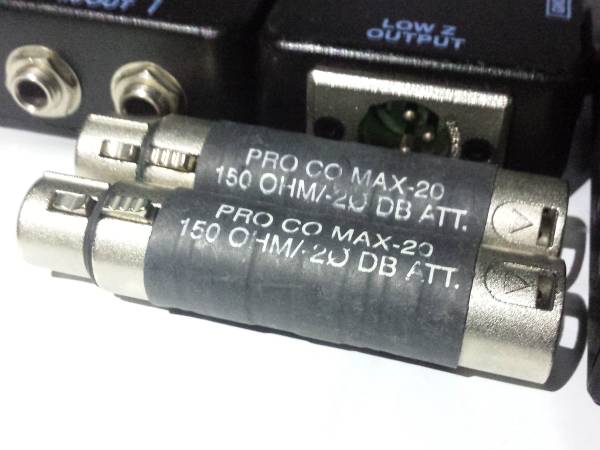 LOW Z
OUTPUT
PRO CO MAX-20
150 OHM/-20 DB ATT.
PRO CO MAX-20
150 OHM/-20 DB ATT.